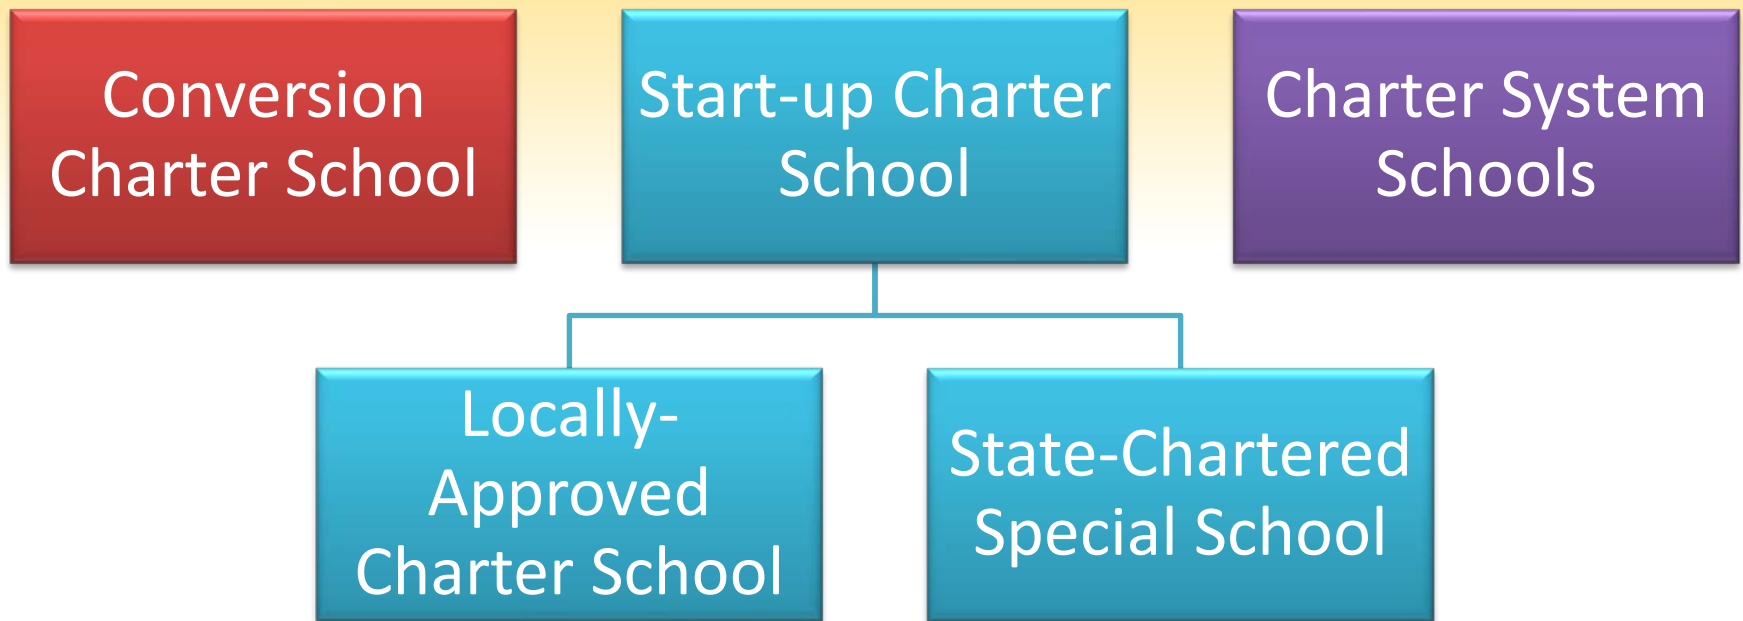 Conversion
Charter School
Start-up Charter
School
Charter System
Schools
Locally-
Approved
Charter School
State-Chartered
Special School